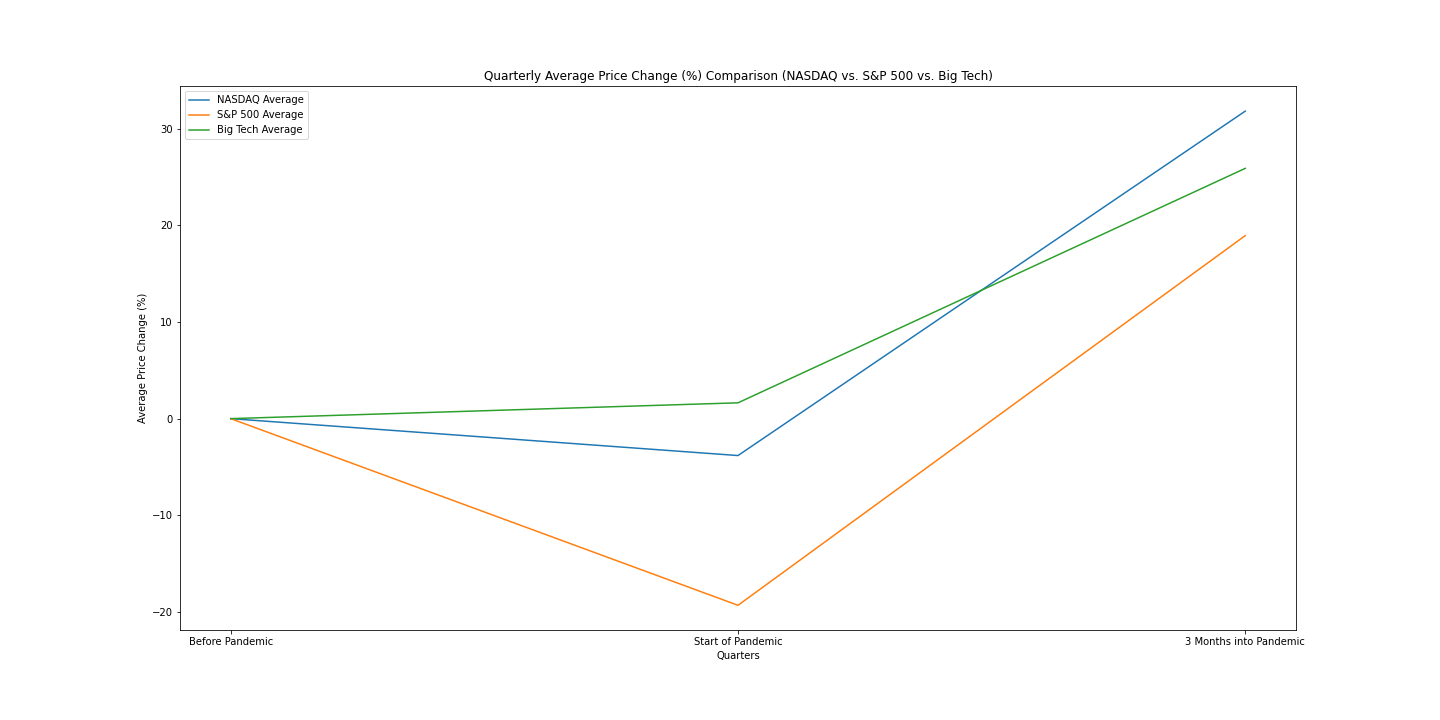 Quarterly Average Price Change (%) Comparison (NASDAQ vs. S&P 500 vs. Big Tech)
NASDAQ Average
S&P 500 Average
Big Tech Average
Average Price Change (%)
30
20
10
0
−10
−20
Before Pandemic
Start of Pandemic
3 Months into Pandemic
Quarters